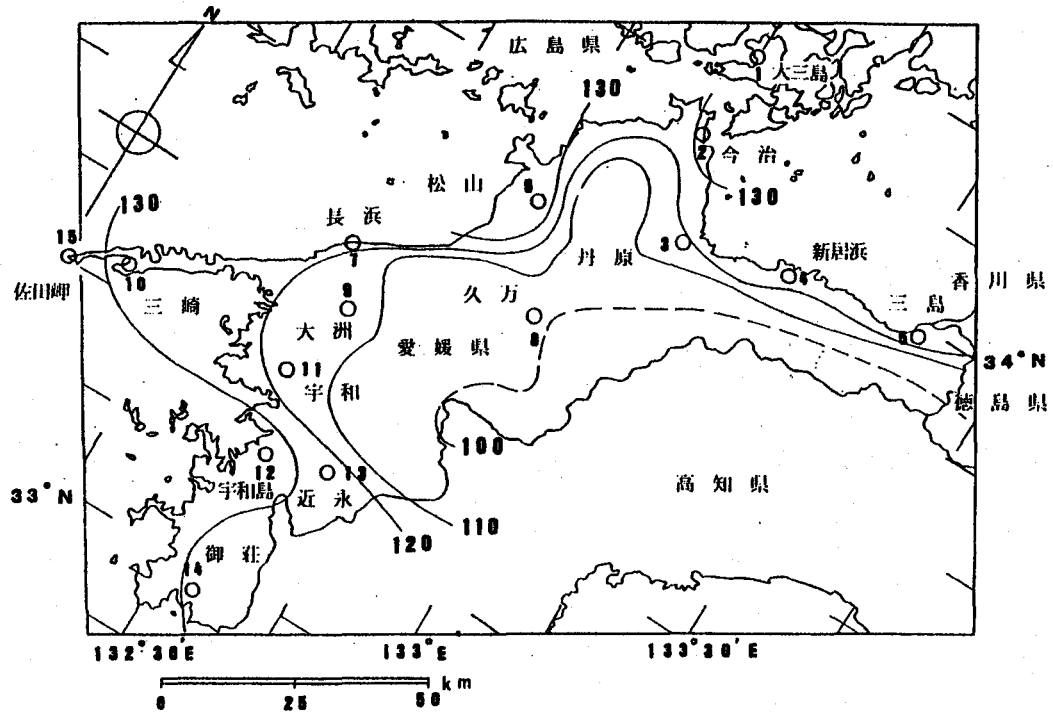 N
広島県
1
大三島
130
2
今治
130
松山
6
130
長浜
7
15
10
佐田岬
三崎
9
大洲
久万
8
丹原
3
新居浜
4
三島
5
香川県
34°N
愛媛県
11
宇和
徳島県
100
12
宇和島
13
近永
高知県
33°N
110
120
御荘
14
132°30'E
133°E
133°30'E
km
0
25
50